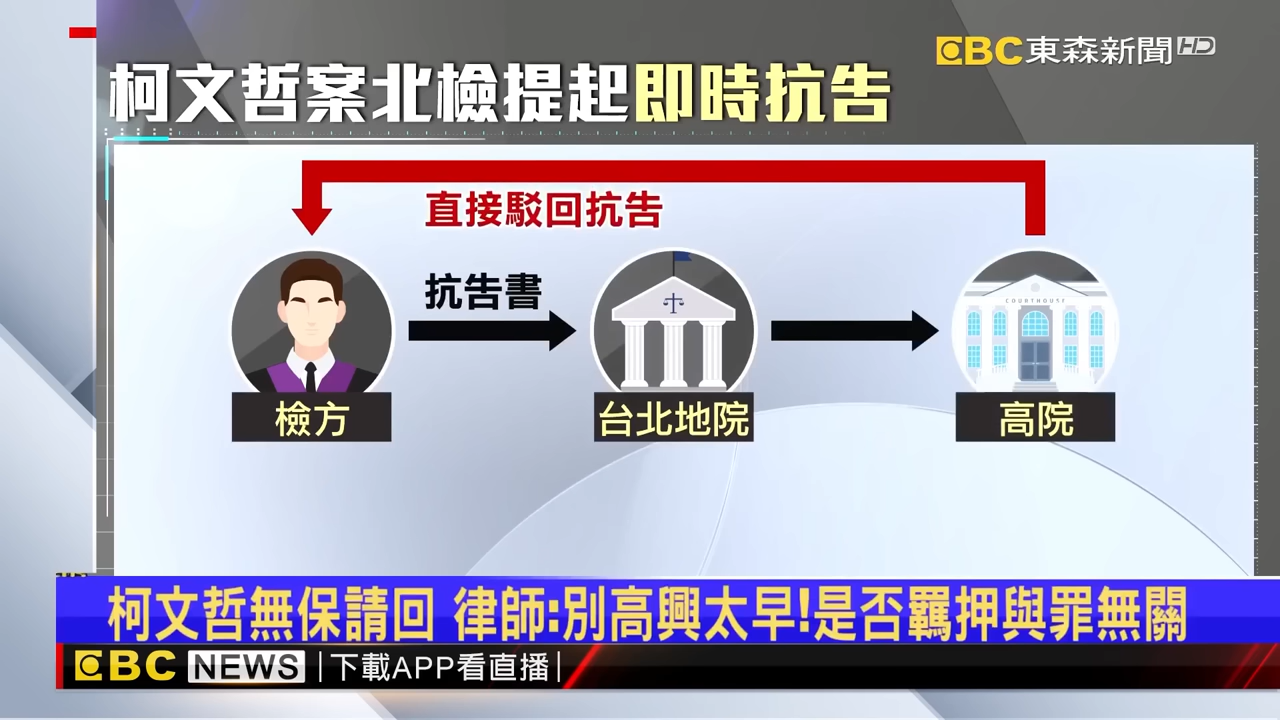 EBC東森新聞HD
柯文哲案北檢提起即時抗告
直接駁回抗告
抗告書
COURTHOUSE
檢方
台北地院
高院
柯文哲無保請回 律師:別高興太早!是否羈押與罪無關
EBC NEWS |下載APP看直播|